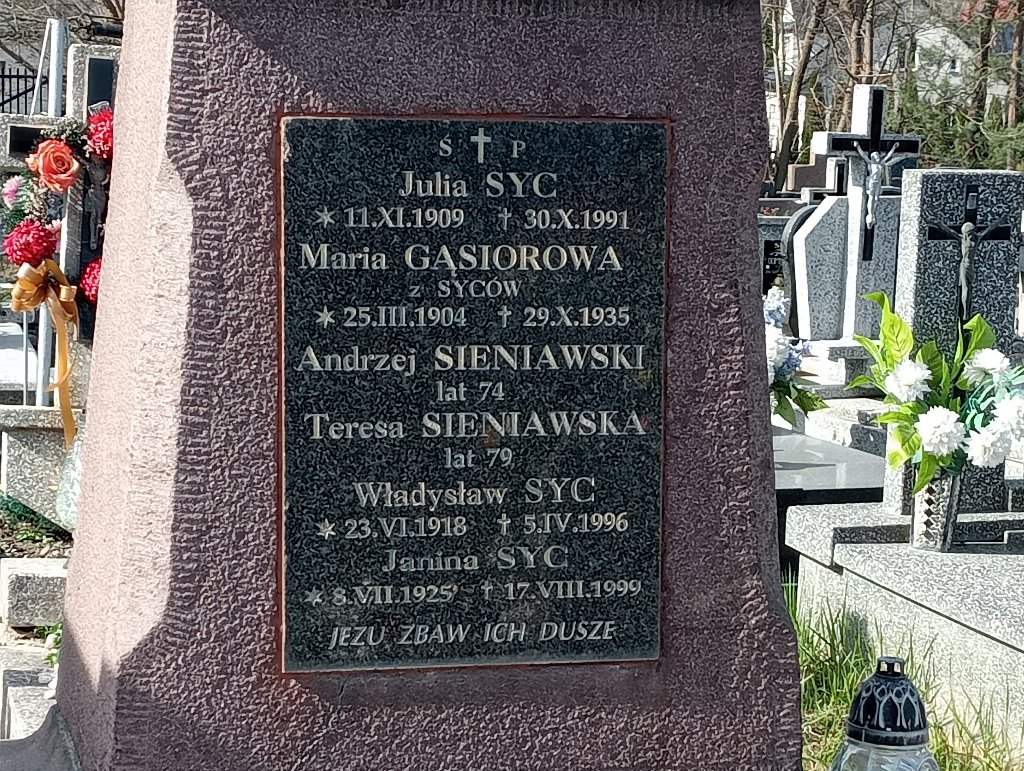 Ś † P
Julia SYC
* 11.XI.1909 † 30.X.1991
Maria GĄSIOROWA
z SYCÓW
* 25.III.1904 † 29.X.1935
Andrzej SIENIAWSKI
lat 74
Teresa SIENIAWSKA
lat 79
Władysław SYC
* 23.VI.1918 † 5.IV.1996
Janina SYC
* 8.VII.1925 † 17.VIII.1999
JEZU ZBAW ICH DUSZE